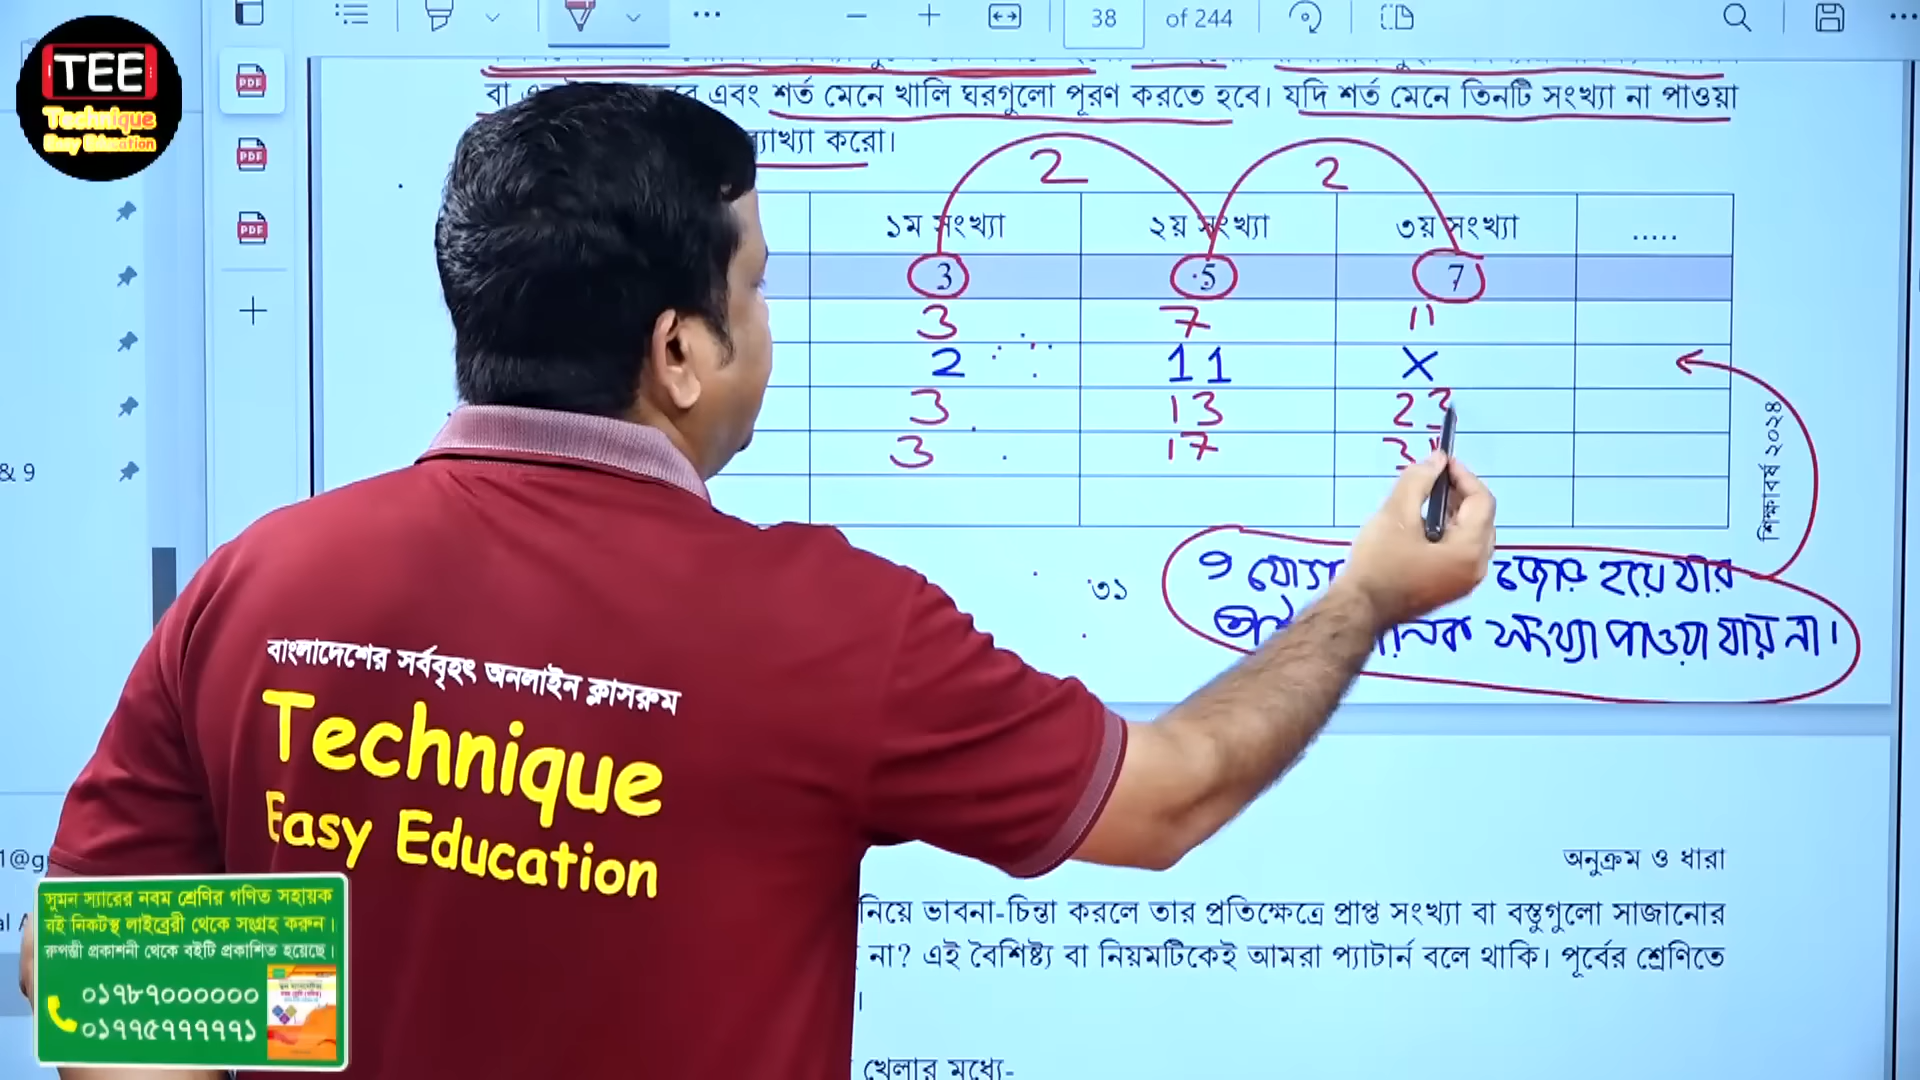 38 of 244
TEE
Technique
Easy Education
এবং শর্ত মেনে খালি ঘরগুলো পূরণ করতে হবে। যদি শর্ত মেনে তিনটি সংখ্যা না পাওয়া
করো।
2 2
১ম সংখ্যা ২য় সংখ্যা ৩য় সংখ্যা .....
3 5 7
3 7 11
2 11 X
3 13 23
3 17
& 9
শিক্ষাবর্ষ ২০২৪
৩১
জোড় হয়ে যায়
সংখ্যা পাওয়া যায় না।
বাংলাদেশের সর্ববৃহৎ অনলাইন ক্লাসরুম
Technique
Easy Education
অনুক্রম ও ধারা
নিয়ে ভাবনা-চিন্তা করলে তার প্রতিক্ষেত্রে প্রাপ্ত সংখ্যা বা বস্তুগুলো সাজানোর
না? এই বৈশিষ্ট্য বা নিয়মটিকেই আমরা প্যাটার্ন বলে থাকি। পূর্বের শ্রেণিতে
খেলার মধ্যে-
সুমন স্যারের নবম শ্রেণির গণিত সহায়ক
বই নিকটস্থ লাইব্রেরী থেকে সংগ্রহ করুন।
প্রকাশনী থেকে বইটি প্রকাশিত হয়েছে।
০১৭৮৭০০০০০০
০১৭৭৫৭৭৭৭৭১
PDF
PDF
PDF